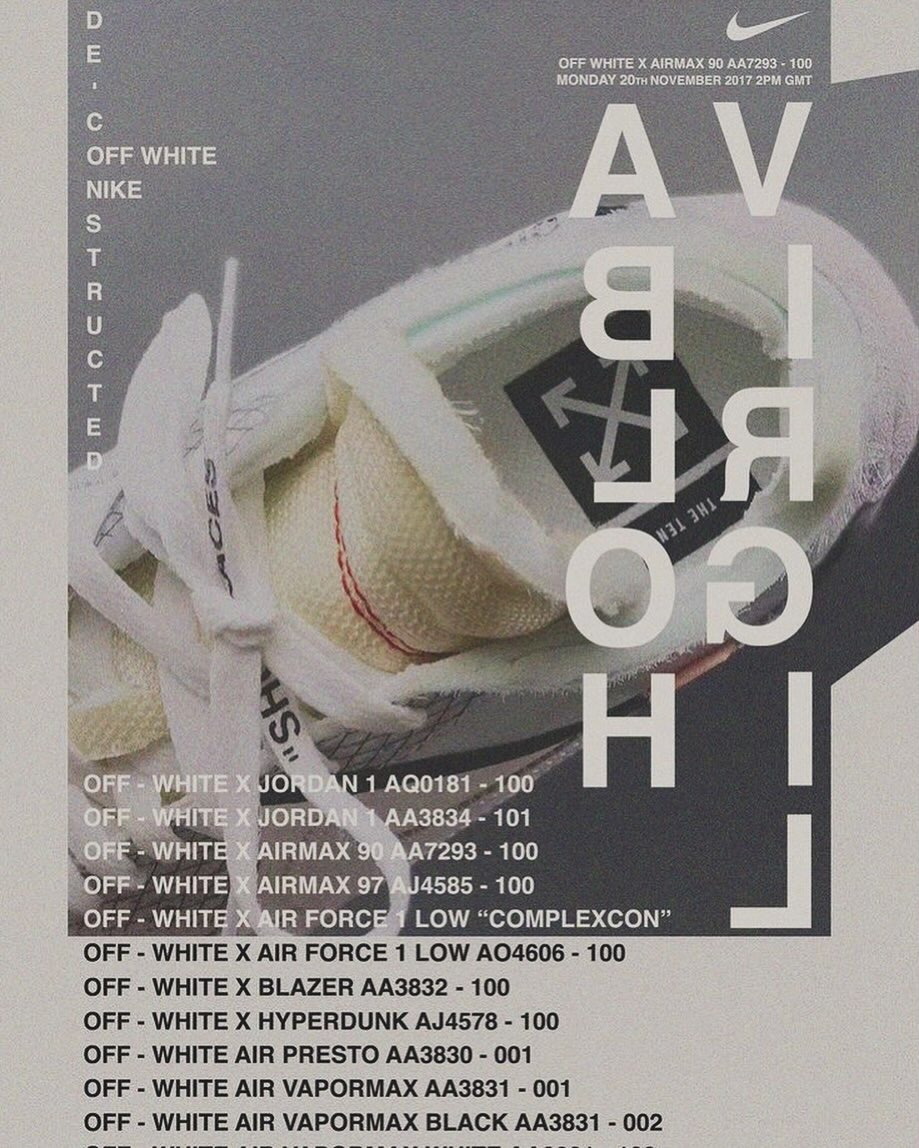 D
E
'
C
OFF WHITE
NIKE
S
T
R
U
C
T
E
D
OFF WHITE X AIRMAX 90 AA7293 - 100
MONDAY 20TH NOVEMBER 2017 2PM GMT
VIRGIL
ABLOH
THE TEN
ACES
HS"
OFF - WHITE X JORDAN 1 AQ0181 - 100
OFF - WHITE X JORDAN 1 AA3834 - 101
OFF - WHITE X AIRMAX 90 AA7293 - 100
OFF - WHITE X AIRMAX 97 AJ4585 - 100
OFF - WHITE X AIR FORCE 1 LOW “COMPLEXCON”
OFF - WHITE X AIR FORCE 1 LOW AO4606 - 100
OFF - WHITE X BLAZER AA3832 - 100
OFF - WHITE X HYPERDUNK AJ4578 - 100
OFF - WHITE AIR PRESTO AA3830 - 001
OFF - WHITE AIR VAPORMAX AA3831 - 001
OFF - WHITE AIR VAPORMAX BLACK AA3831 - 002